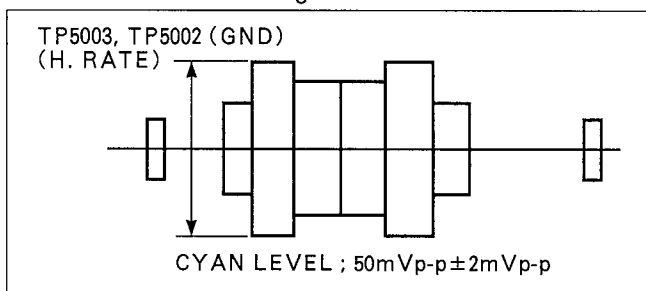 TP5003, TP5002 (GND)
(H. RATE)
CYAN LEVEL ; 50mVp-p±2mVp-p